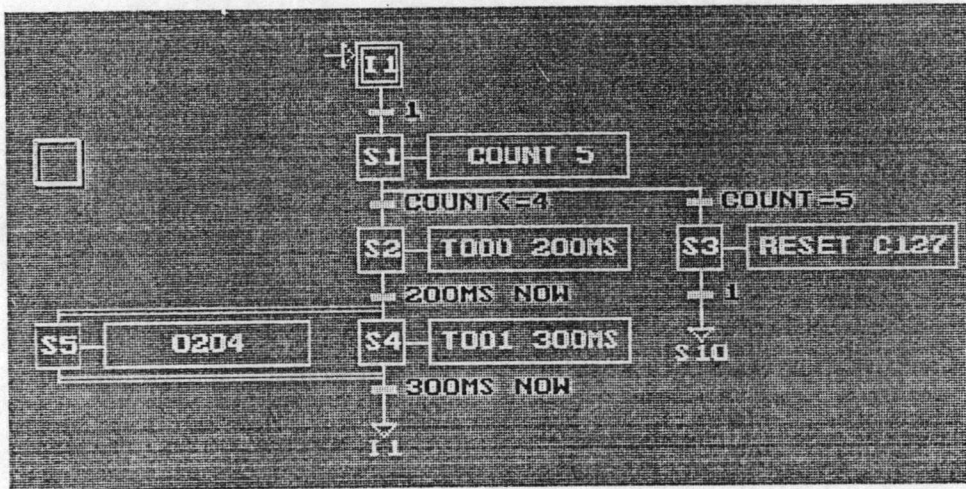 I1
1
S1 COUNT 5
COUNT<=4 COUNT=5
S2 T000 200MS S3 RESET C127
200MS NOW 1
S5 0204 S4 T001 300MS S10
300MS NOW
I1